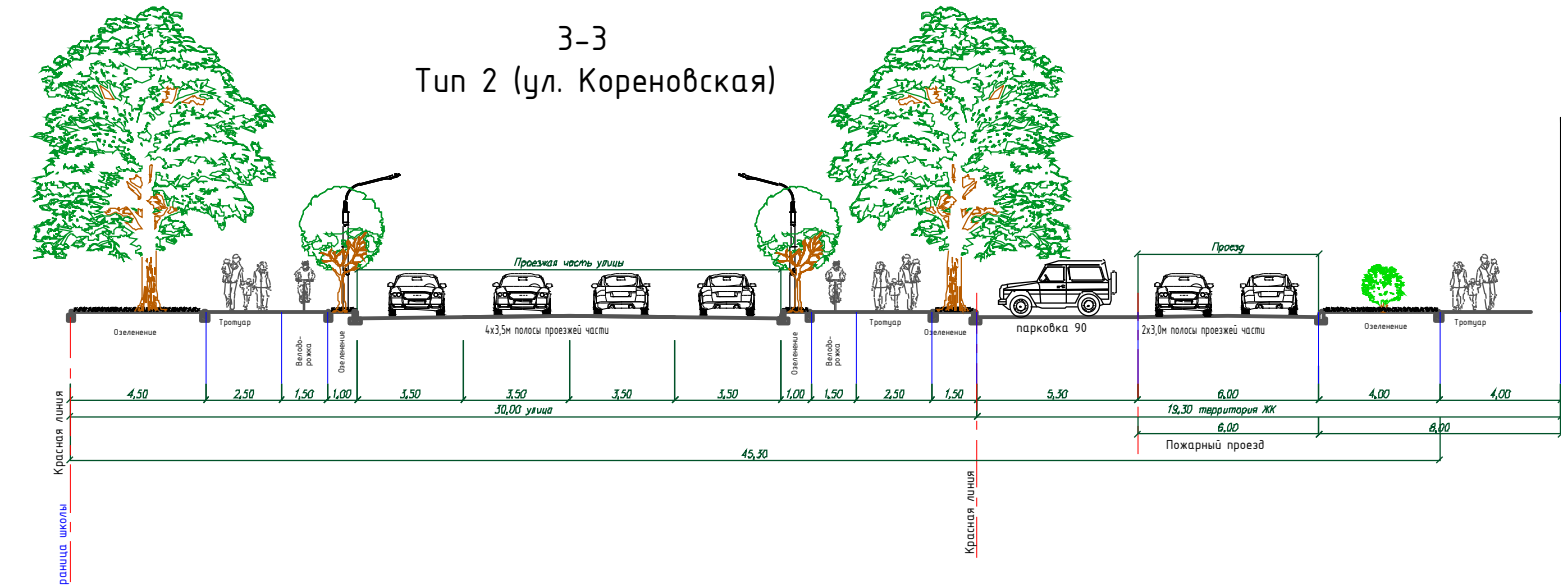 3-3
Тип 2 (ул. Кореновская)
Проезжая часть улицы
Проезд
Озеленение
Тротуар
Велодо-
рожка
Озеленение
4х3,5м полосы проезжей части
Озеленение
Велодо-
рожка
Тротуар
Озеленение
парковка 90
2х3,0м полосы проезжей части
Озеленение
Тротуар
4,50
2,50
1,50
1,00
3,50
3,50
3,50
3,50
1,00
1,50
2,50
1,50
5,30
6,00
4,00
4,00
30,00 улица
19,30 территория ЖК
6,00
8,00
Пожарный проезд
45,30
Красная линия
Красная линия
раница школы